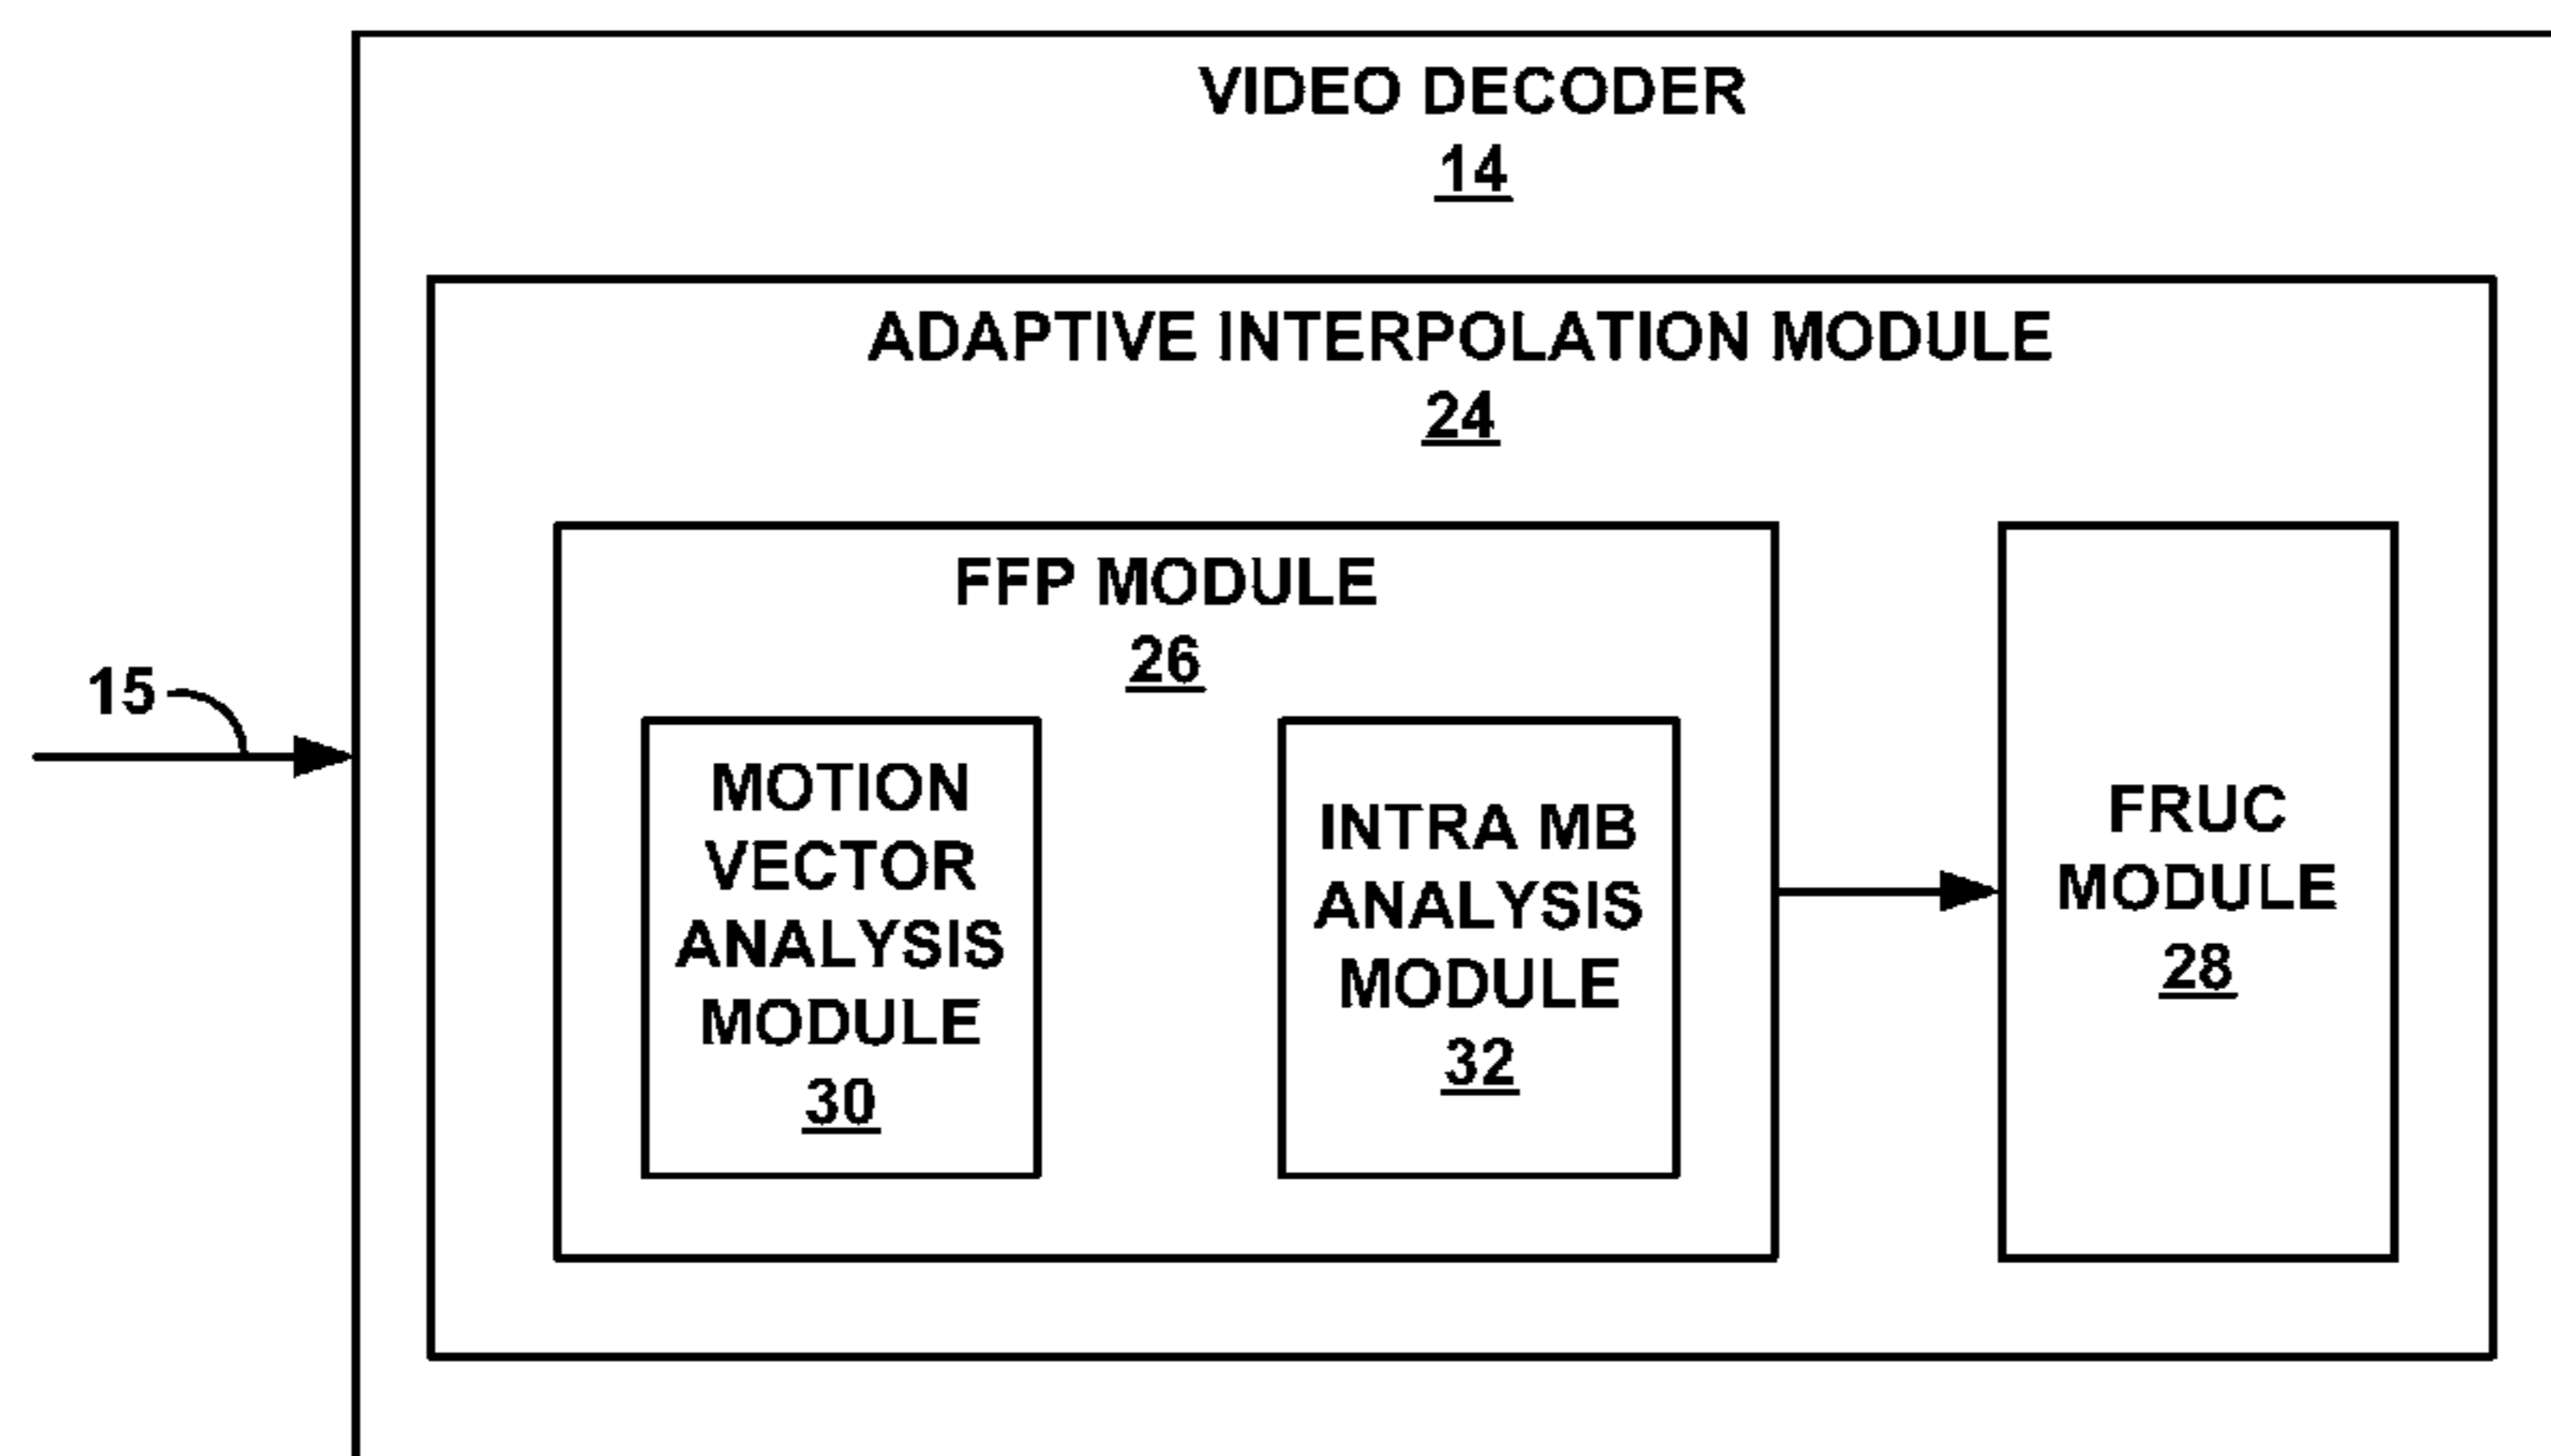 VIDEO DECODER
14
ADAPTIVE INTERPOLATION MODULE
24
FFP MODULE
26
15
MOTION
VECTOR
ANALYSIS
MODULE
30
INTRA MB
ANALYSIS
MODULE
32
FRUC
MODULE
28